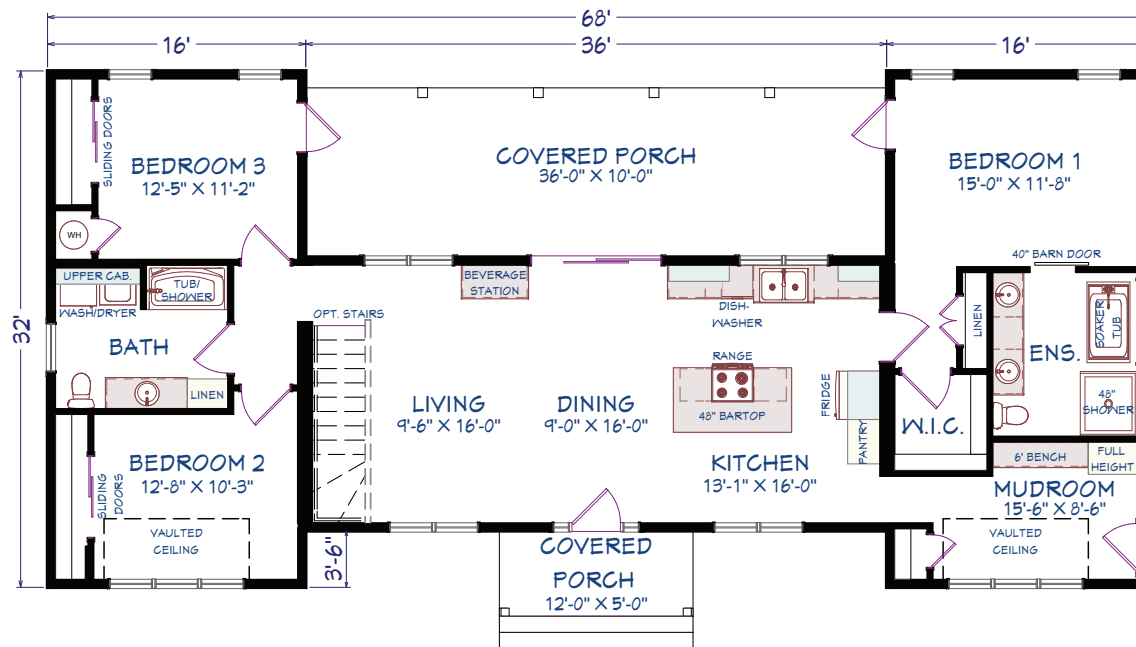 68'
16'
36'
16'
32'
SLIDING DOORS
BEDROOM 3
12'-5" X 11'-2"
WH
COVERED PORCH
36'-0" X 10'-0"
BEDROOM 1
15'-0" X 11'-8"
40" BARN DOOR
UPPER CAB.
WASH/DRYER
TUB/
SHOWER
BATH
LINEN
BEVERAGE
STATION
OPT. STAIRS
DISH-
WASHER
RANGE
48" BARTOP
FRIDGE
PANTRY
LINEN
SOAKER
TUB
ENS.
48"
SHOWER
W.I.C.
LIVING
9'-6" X 16'-0"
DINING
9'-0" X 16'-0"
KITCHEN
13'-1" X 16'-0"
BEDROOM 2
12'-8" X 10'-3"
SLIDING
DOORS
VAULTED
CEILING
6' BENCH
FULL
HEIGHT
MUDROOM
15'-6" X 8'-6"
VAULTED
CEILING
3'-6"
COVERED
PORCH
12'-0" X 5'-0"